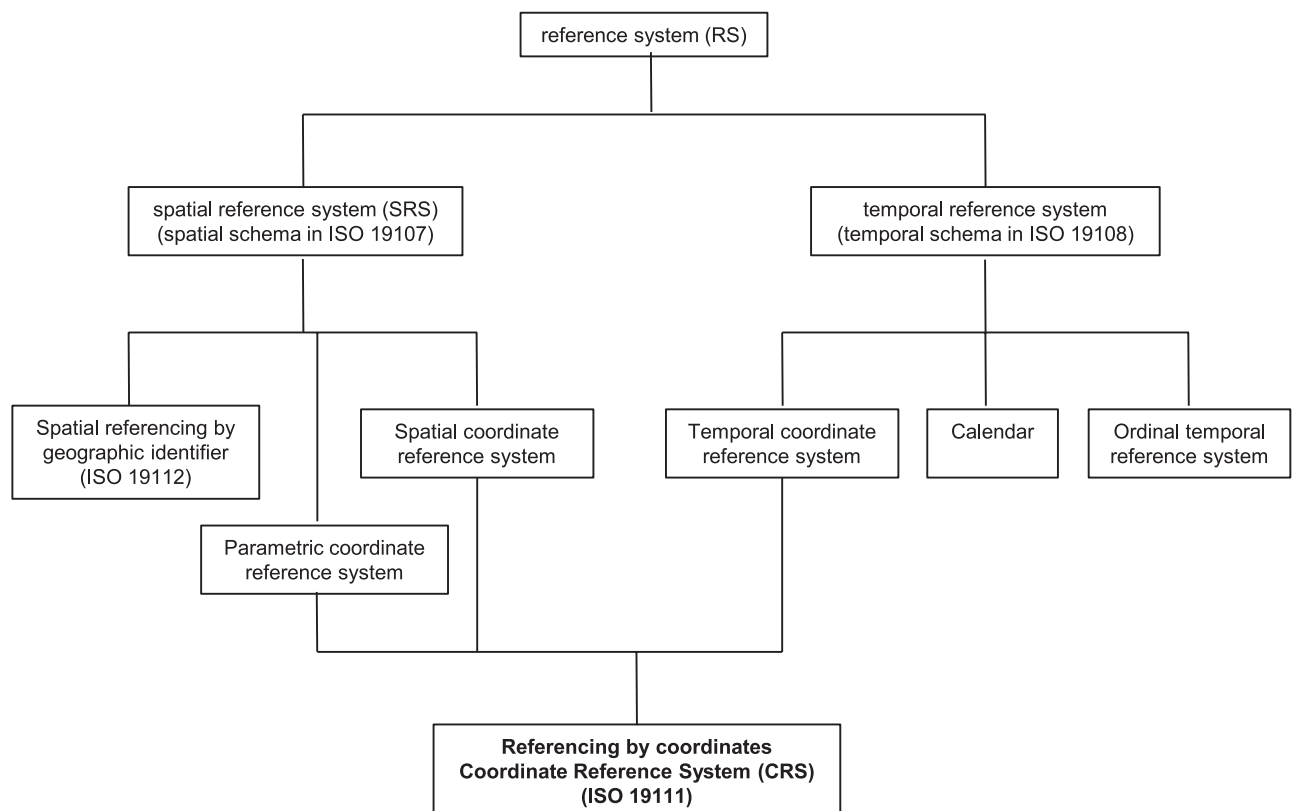 reference system (RS)
spatial reference system (SRS)
(spatial schema in ISO 19107)
temporal reference system
(temporal schema in ISO 19108)
Spatial referencing by
geographic identifier
(ISO 19112)
Spatial coordinate
reference system
Temporal coordinate
reference system
Calendar
Ordinal temporal
reference system
Parametric coordinate
reference system
Referencing by coordinates
Coordinate Reference System (CRS)
(ISO 19111)